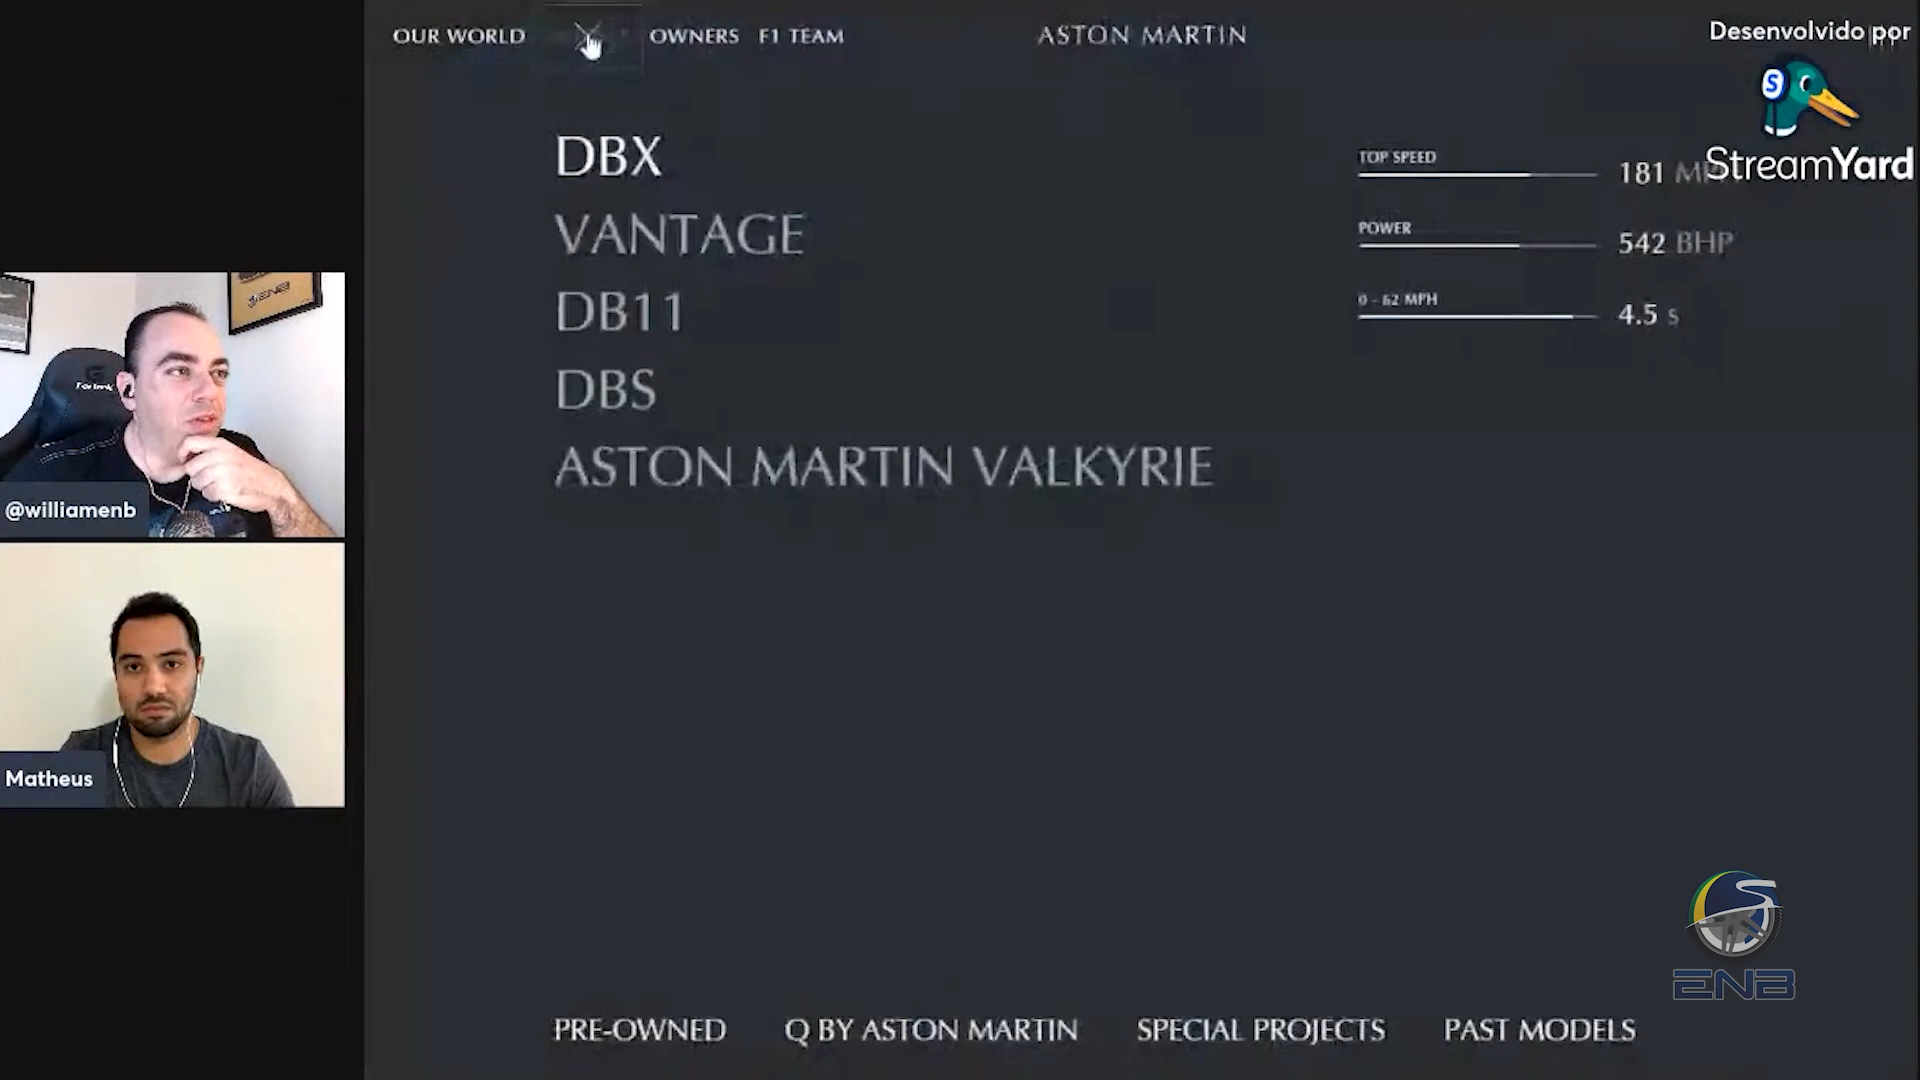 OUR WORLD
OWNERS
F1 TEAM
ASTON MARTIN
Desenvolvido por
S
StreamYard
DBX
VANTAGE
DB11
DBS
ASTON MARTIN VALKYRIE
TOP SPEED
181
POWER
542 BHP
0 - 62 MPH
4.5 s
ENB
@williamenb
Matheus
ENB
PRE-OWNED
Q BY ASTON MARTIN
SPECIAL PROJECTS
PAST MODELS